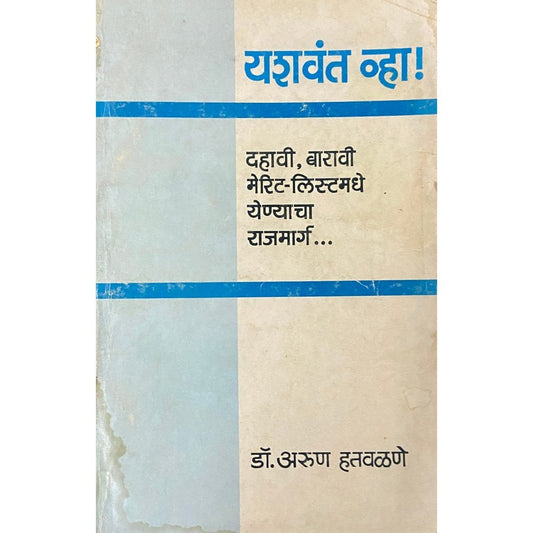 यशवंत व्हा!
दहावी, बारावी
मेरिट-लिस्टमधे
येण्याचा
राजमार्ग...
डॉ. अरुण हतवळणे